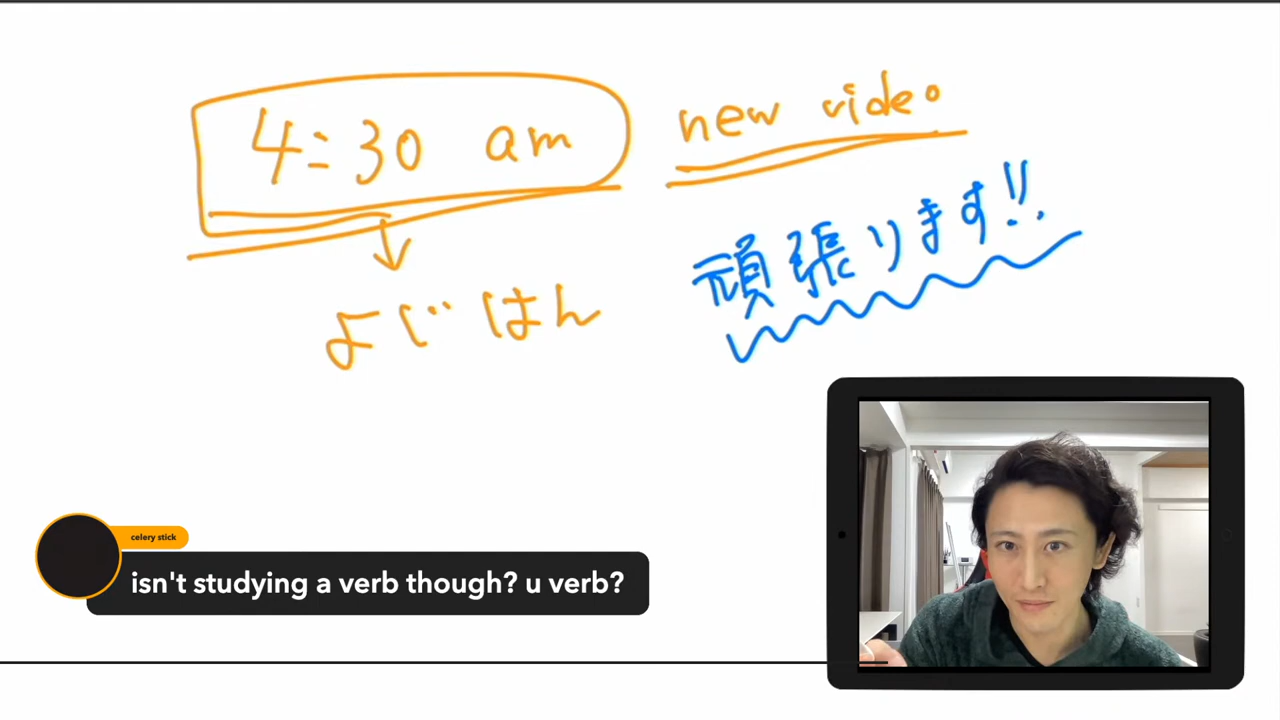 4:30 am
new video
頑張ります!!
よじはん
celery stick
isn't studying a verb though? u verb?